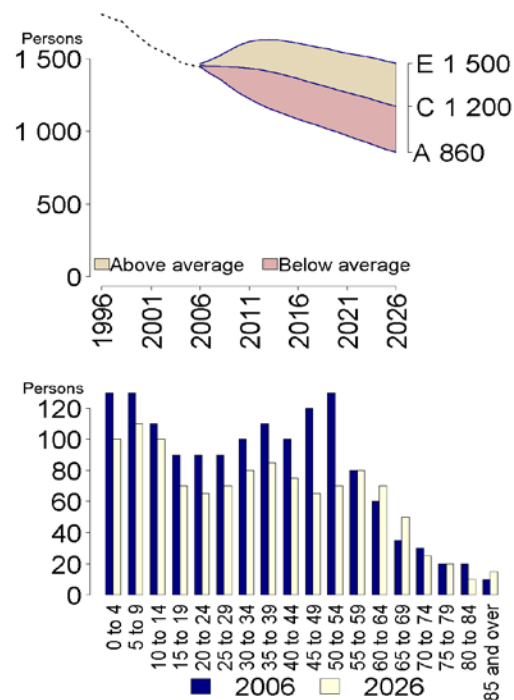 Persons
1 500
1 000
500
0
E 1 500
C 1 200
A 860
Above average
Below average
1996
2001
2006
2011
2016
2021
2026
Persons
120
100
80
60
40
20
0
0 to 4
5 to 9
10 to 14
15 to 19
20 to 24
25 to 29
30 to 34
35 to 39
40 to 44
45 to 49
50 to 54
55 to 59
60 to 64
65 to 69
70 to 74
75 to 79
80 to 84
85 and over
2006
2026